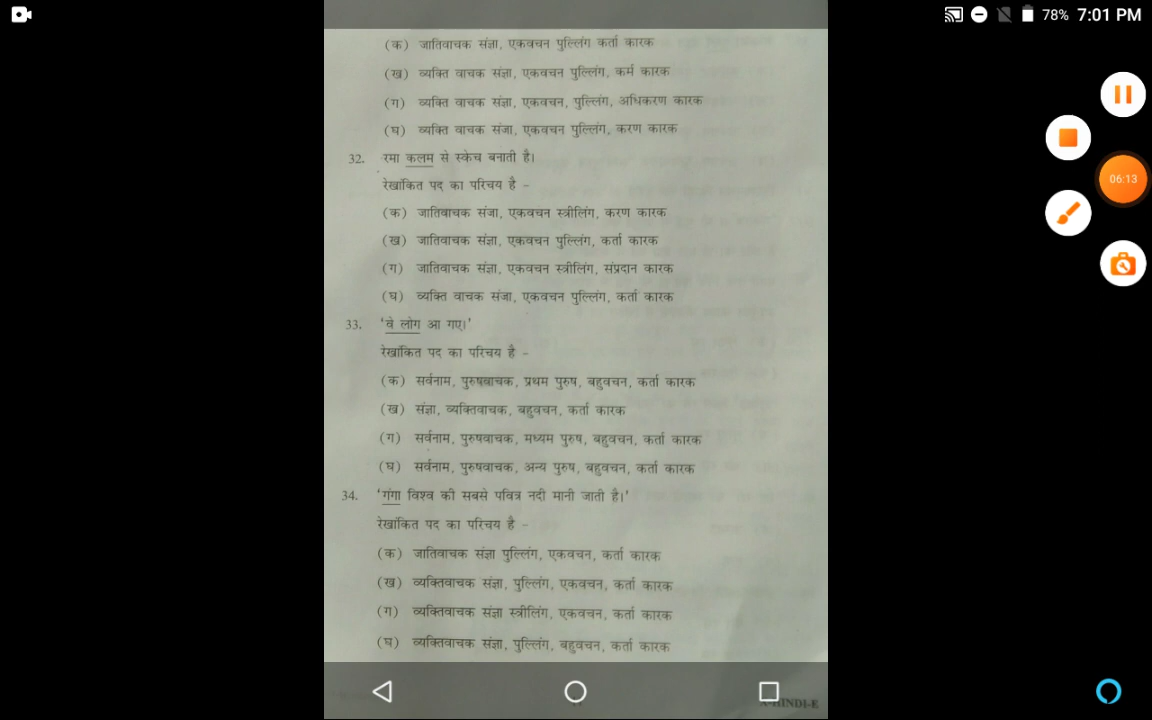 78% 7:01 PM
(क) जातिवाचक संज्ञा, एकवचन पुल्लिंग कर्ता कारक
(ख) व्यक्ति वाचक संज्ञा, एकवचन पुल्लिंग, कर्म कारक
(ग) व्यक्ति वाचक संज्ञा, एकवचन, पुल्लिंग, अधिकरण कारक
(घ) व्यक्ति वाचक संजा, एकवचन पुल्लिंग, करण कारक
32. रमा कलम से स्केच बनाती है।
रेखांकित पद का परिचय है -
(क) जातिवाचक संजा, एकवचन स्त्रीलिंग, करण कारक
(ख) जातिवाचक संज्ञा, एकवचन पुल्लिंग, कर्ता कारक
(ग) जातिवाचक संज्ञा, एकवचन स्त्रीलिंग, संप्रदान कारक
(घ) व्यक्ति वाचक संजा, एकवचन पुल्लिंग, कर्ता कारक
33. 'वे लोग आ गए।'
रेखांकित पद का परिचय है -
(क) सर्वनाम, पुरुषवाचक, प्रथम पुरुष, बहुवचन, कर्ता कारक
(ख) संज्ञा, व्यक्तिवाचक, बहुवचन, कर्ता कारक
(ग) सर्वनाम, पुरुषवाचक, मध्यम पुरुष, बहुवचन, कर्ता कारक
(घ) सर्वनाम, पुरुषवाचक, अन्य पुरुष, बहुवचन, कर्ता कारक
34. 'गंगा विश्व की सबसे पवित्र नदी मानी जाती है।'
रेखांकित पद का परिचय है -
(क) जातिवाचक संज्ञा पुल्लिंग, एकवचन, कर्ता कारक
(ख) व्यक्तिवाचक संज्ञा, पुल्लिंग, एकवचन, कर्ता कारक
(ग) व्यक्तिवाचक संज्ञा स्त्रीलिंग, एकवचन, कर्ता कारक
(घ) व्यक्तिवाचक संज्ञा, पुल्लिंग, बहुवचन, कर्ता कारक
HINDI-E
06:13